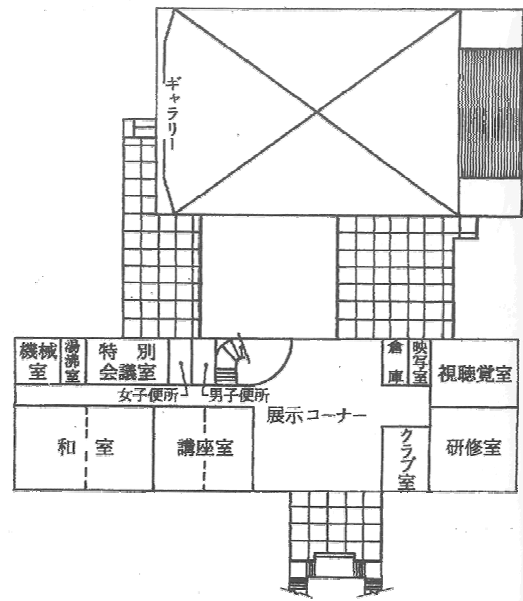 ギャラリー
機械
室
湯沸室
特別
会議室
倉庫
映写室
視聴覚室
女子便所
男子便所
展示コーナー
和室
講座室
クラブ室
研修室